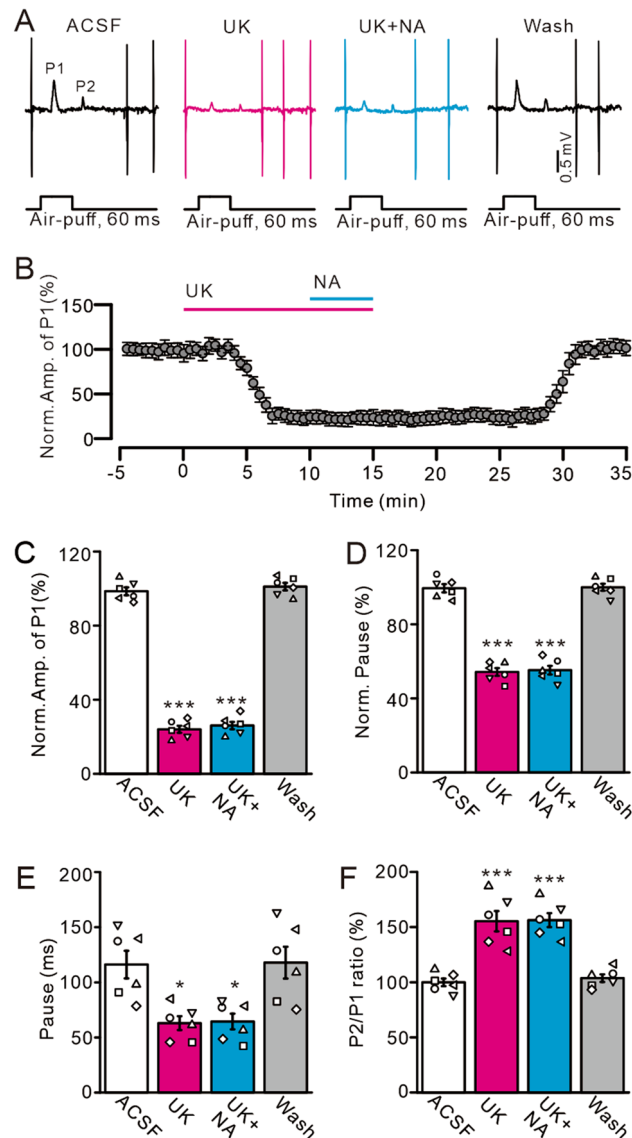 A
ACSF
UK
UK+NA
Wash
P1
P2
0.5 mV
Air-puff, 60 ms
Air-puff, 60 ms
Air-puff, 60 ms
Air-puff, 60 ms
B
NA
UK
Norm. Amp. of P1(%)
150
100
50
0
-5
0
5
10
15
20
25
30
35
Time (min)
C
Norm. Amp. of P1(%)
120
80
40
0
***
***
ACSF
UK
UK+
NA
Wash
D
Norm. Pause (%)
120
80
40
0
***
***
ACSF
UK
UK+
NA
Wash
E
Pause (ms)
200
150
100
50
0
*
*
ACSF
UK
UK+
NA
Wash
F
P2/P1 ratio (%)
200
150
100
50
0
***
***
ACSF
UK
UK+
NA
Wash